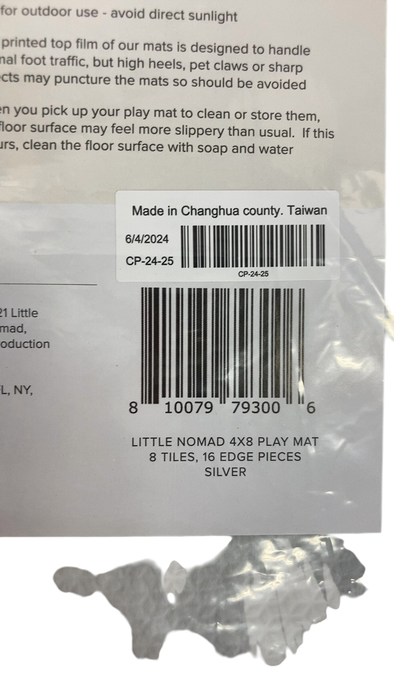 for outdoor use - avoid direct sunlight
printed top film of our mats is designed to handle
nal foot traffic, but high heels, pet claws or sharp
cts may puncture the mats so should be avoided
en you pick up your play mat to clean or store them,
floor surface may feel more slippery than usual. If this
urs, clean the floor surface with soap and water
Made in Changhua county. Taiwan
6/4/2024
CP-24-25
CP-24-25
21 Little
mad,
oduction
L, NY,
8 10079 79300 6
LITTLE NOMAD 4X8 PLAY MAT
8 TILES, 16 EDGE PIECES
SILVER